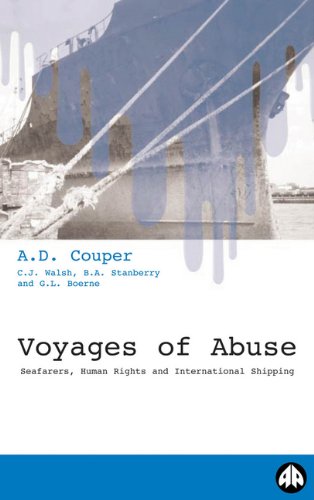 A.D. Couper
C.J. Walsh, B.A. Stanberry
and G.L. Boerne
Voyages of Abuse
Seafarers, Human Rights and International Shipping